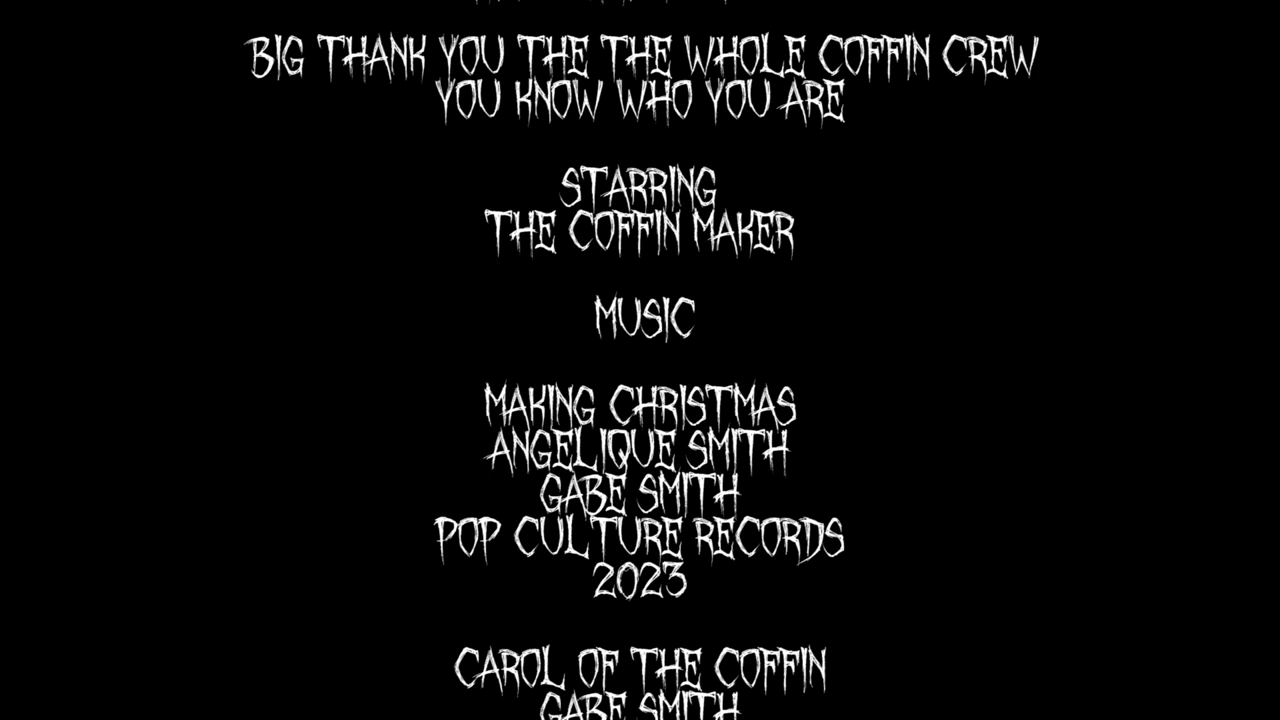 BIG THANK YOU THE THE WHOLE COFFIN CREW
YOU KNOW WHO YOU ARE
STARRING
THE COFFIN MAKER
MUSIC
MAKING CHRISTMAS
ANGELIQUE SMITH
GABE SMITH
POP CULTURE RECORDS
2023
CAROL OF THE COFFIN
GABE SMITH